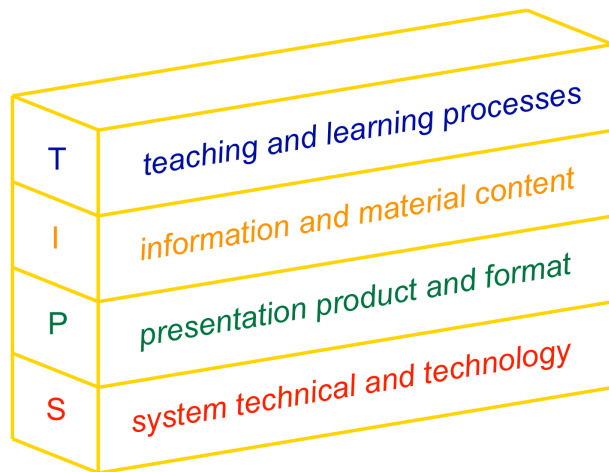 T teaching and learning processes
I information and material content
P presentation product and format
S system technical and technology